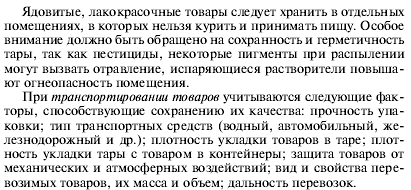 Ядовитые, лакокрасочные товары следует хранить в отдельных
помещениях, в которых нельзя курить и принимать пищу. Особое
внимание должно быть обращено на сохранность и герметичность
тары, так как пестициды, некоторые пигменты при распылении
могут вызвать отравление, испаряющиеся растворители повыша-
ют огнеопасность помещения.
При транспортировании товаров учитываются следующие фак-
торы, способствующие сохранению их качества: прочность упа-
ковки; тип транспортных средств (водный, автомобильный, же-
лезнодорожный и др.); плотность укладки товаров в таре; плот-
ность укладки тары с товаром в контейнеры; защита товаров от
механических и атмосферных воздействий; вид и свойства пере-
возимых товаров, их масса и объем; дальность перевозок.